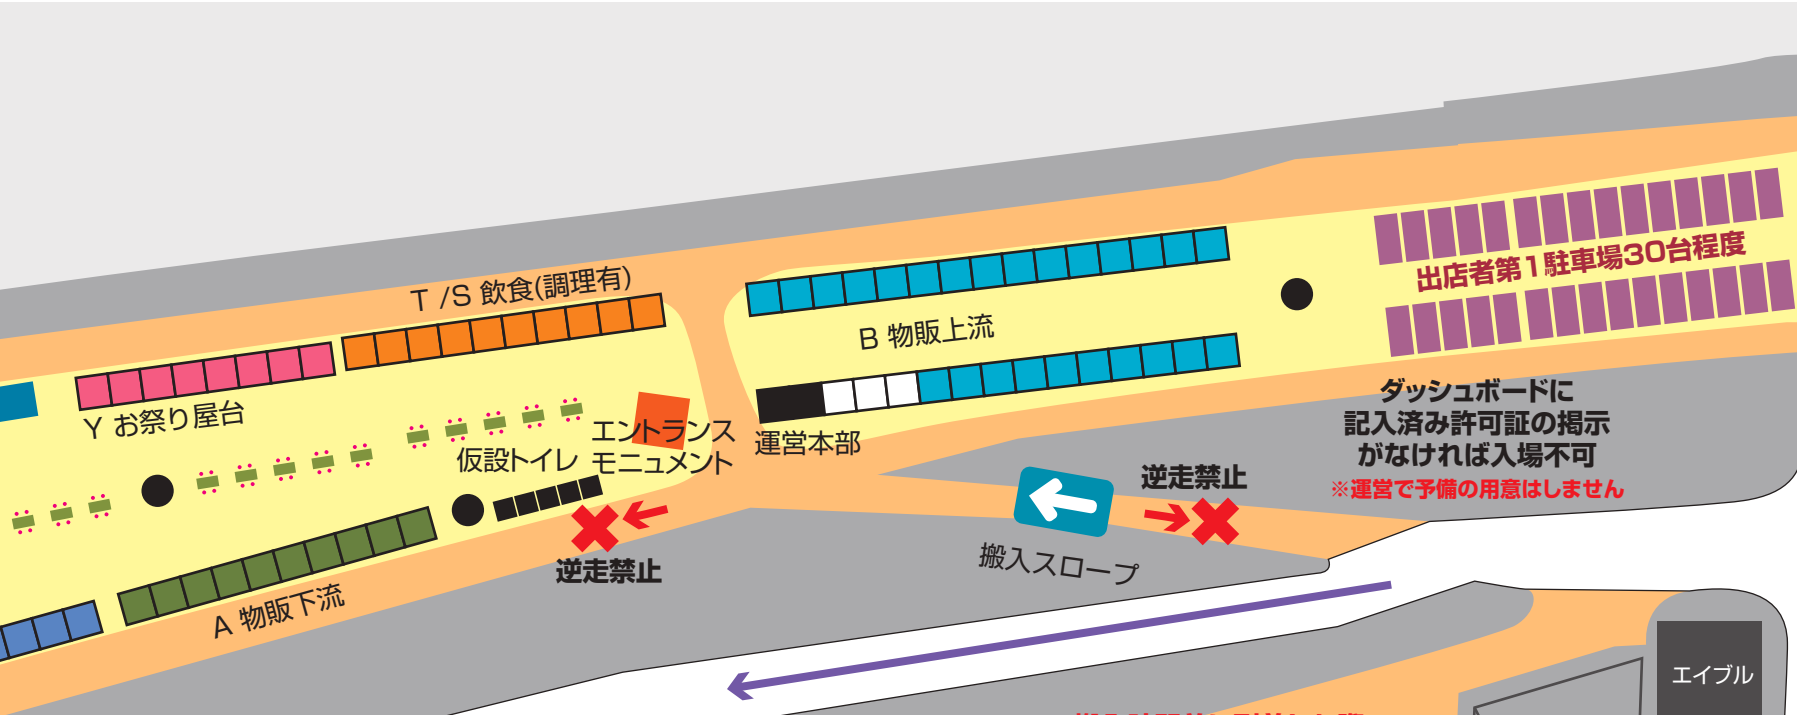 T /S 飲食(調理有)
Y お祭り屋台
B 物販上流
出店者第1駐車場30台程度
エントランス
モニュメント
仮設トイレ
運営本部
ダッシュボードに
記入済み許可証の掲示
がなければ入場不可
※運営で予備の用意はしません
逆走禁止
逆走禁止
搬入スロープ
A 物販下流
エイブル